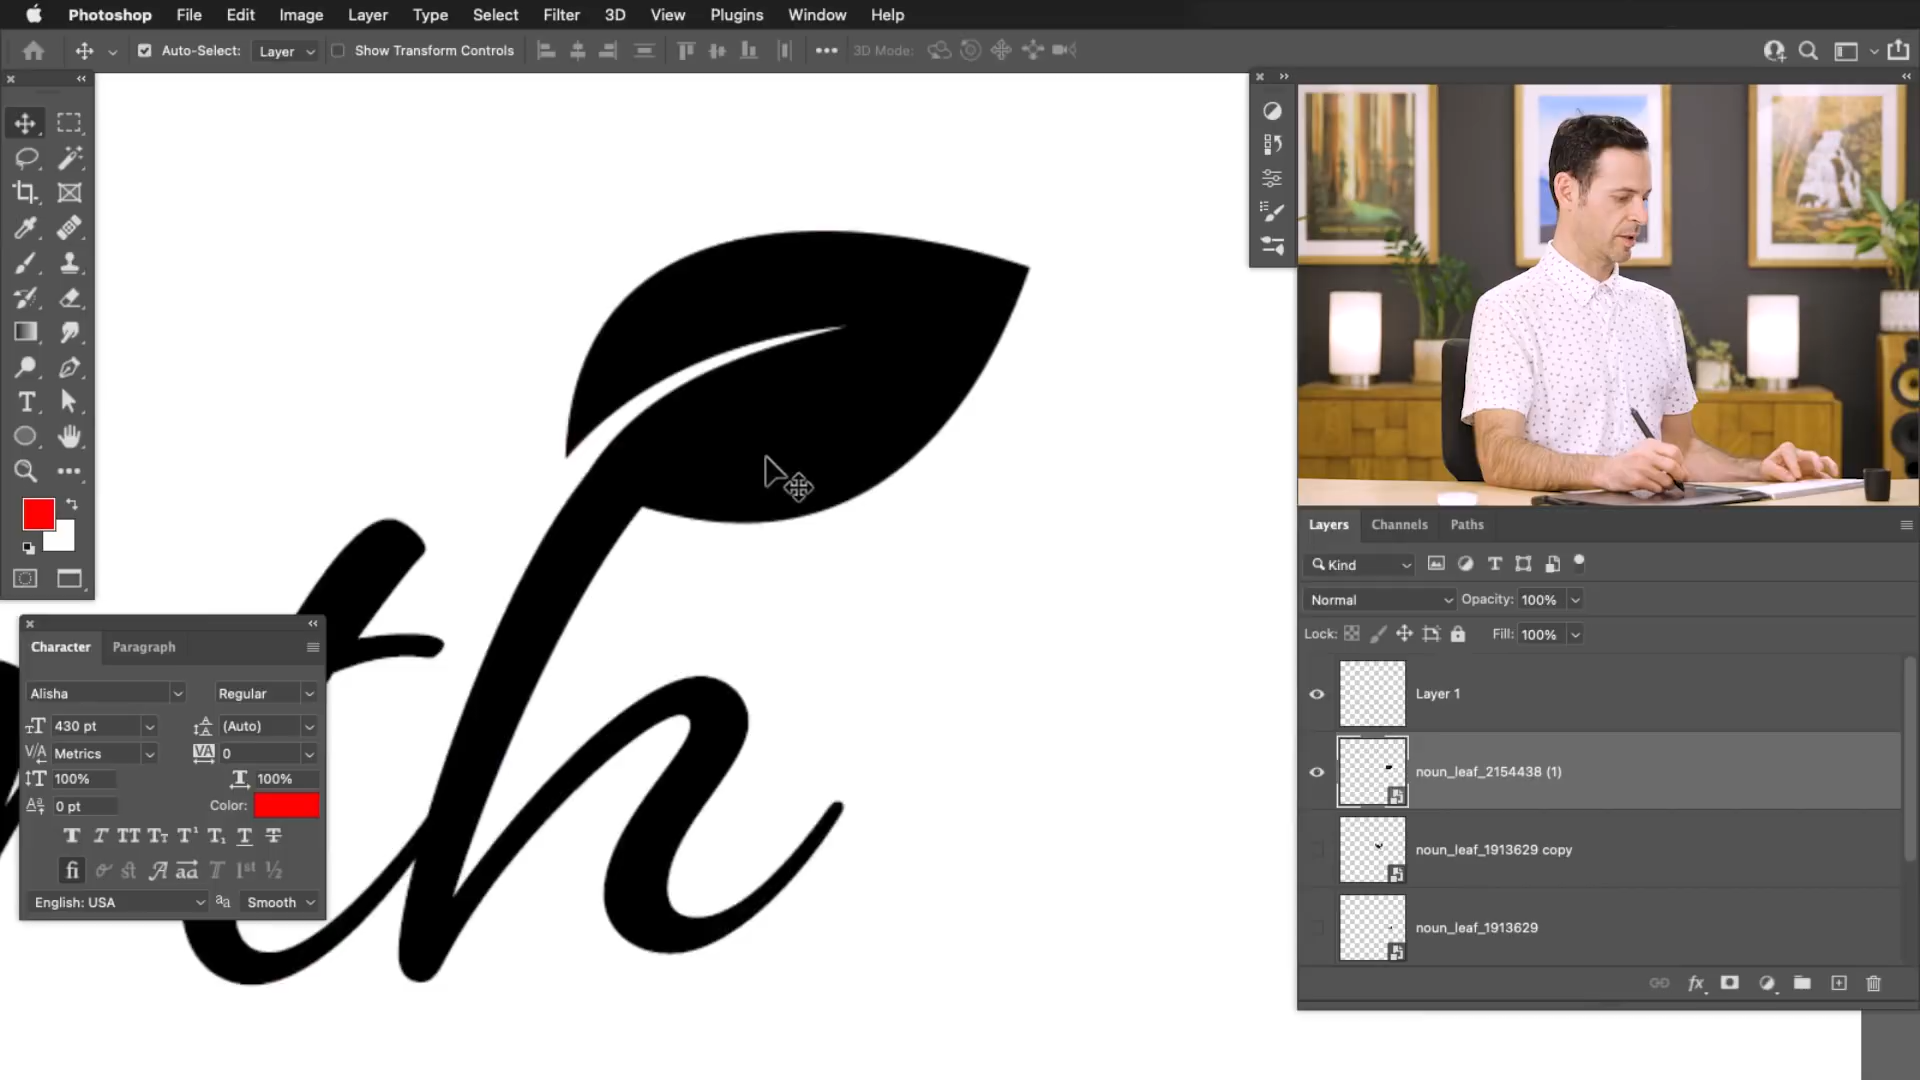 Photoshop File Edit Image Layer Type Select Filter 3D View Plugins Window Help
Auto-Select: Layer Show Transform Controls 3D Mode:
th
Character Paragraph
Alisha Regular
430 pt (Auto)
Metrics 0
100% 100%
0 pt Color:
English: USA Smooth
Layers Channels Paths
Kind
Normal Opacity: 100%
Lock: Fill: 100%
Layer 1
noun_leaf_2154438 (1)
noun_leaf_1913629 copy
noun_leaf_1913629